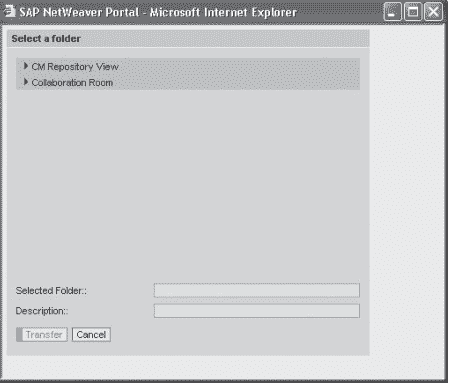 SAP NetWeaver Portal - Microsoft Internet Explorer
Select a folder
CM Repository View
Collaboration Room
Selected Folder::
Description::
Transfer Cancel